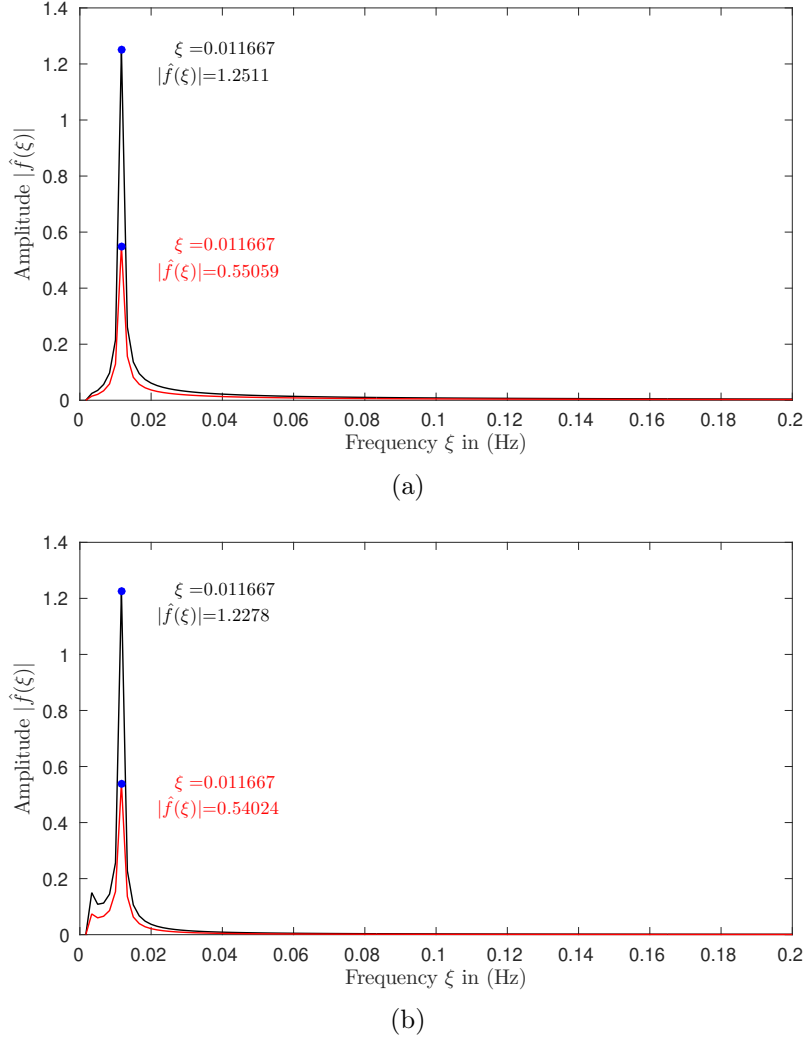 1.4
1.2
1
0.8
0.6
0.4
0.2
0
Amplitude |f̂(ξ)|
ξ =0.011667
|f̂(ξ)|=1.2511
ξ =0.011667
|f̂(ξ)|=0.55059
0 0.02 0.04 0.06 0.08 0.1 0.12 0.14 0.16 0.18 0.2
Frequency ξ in (Hz)
(a)
1.4
1.2
1
0.8
0.6
0.4
0.2
0
Amplitude |f̂(ξ)|
ξ =0.011667
|f̂(ξ)|=1.2278
ξ =0.011667
|f̂(ξ)|=0.54024
0 0.02 0.04 0.06 0.08 0.1 0.12 0.14 0.16 0.18 0.2
Frequency ξ in (Hz)
(b)